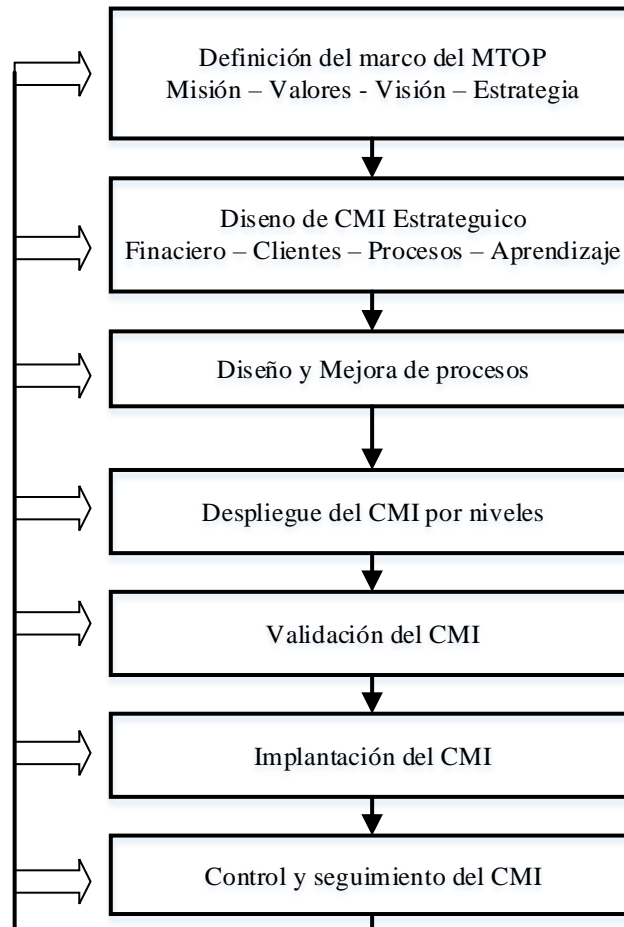 Definición del marco del MTOP
Misión – Valores - Visión – Estrategia
Diseno de CMI Estrateguico
Finaciero – Clientes – Procesos – Aprendizaje
Diseño y Mejora de procesos
Despliegue del CMI por niveles
Validación del CMI
Implantación del CMI
Control y seguimiento del CMI